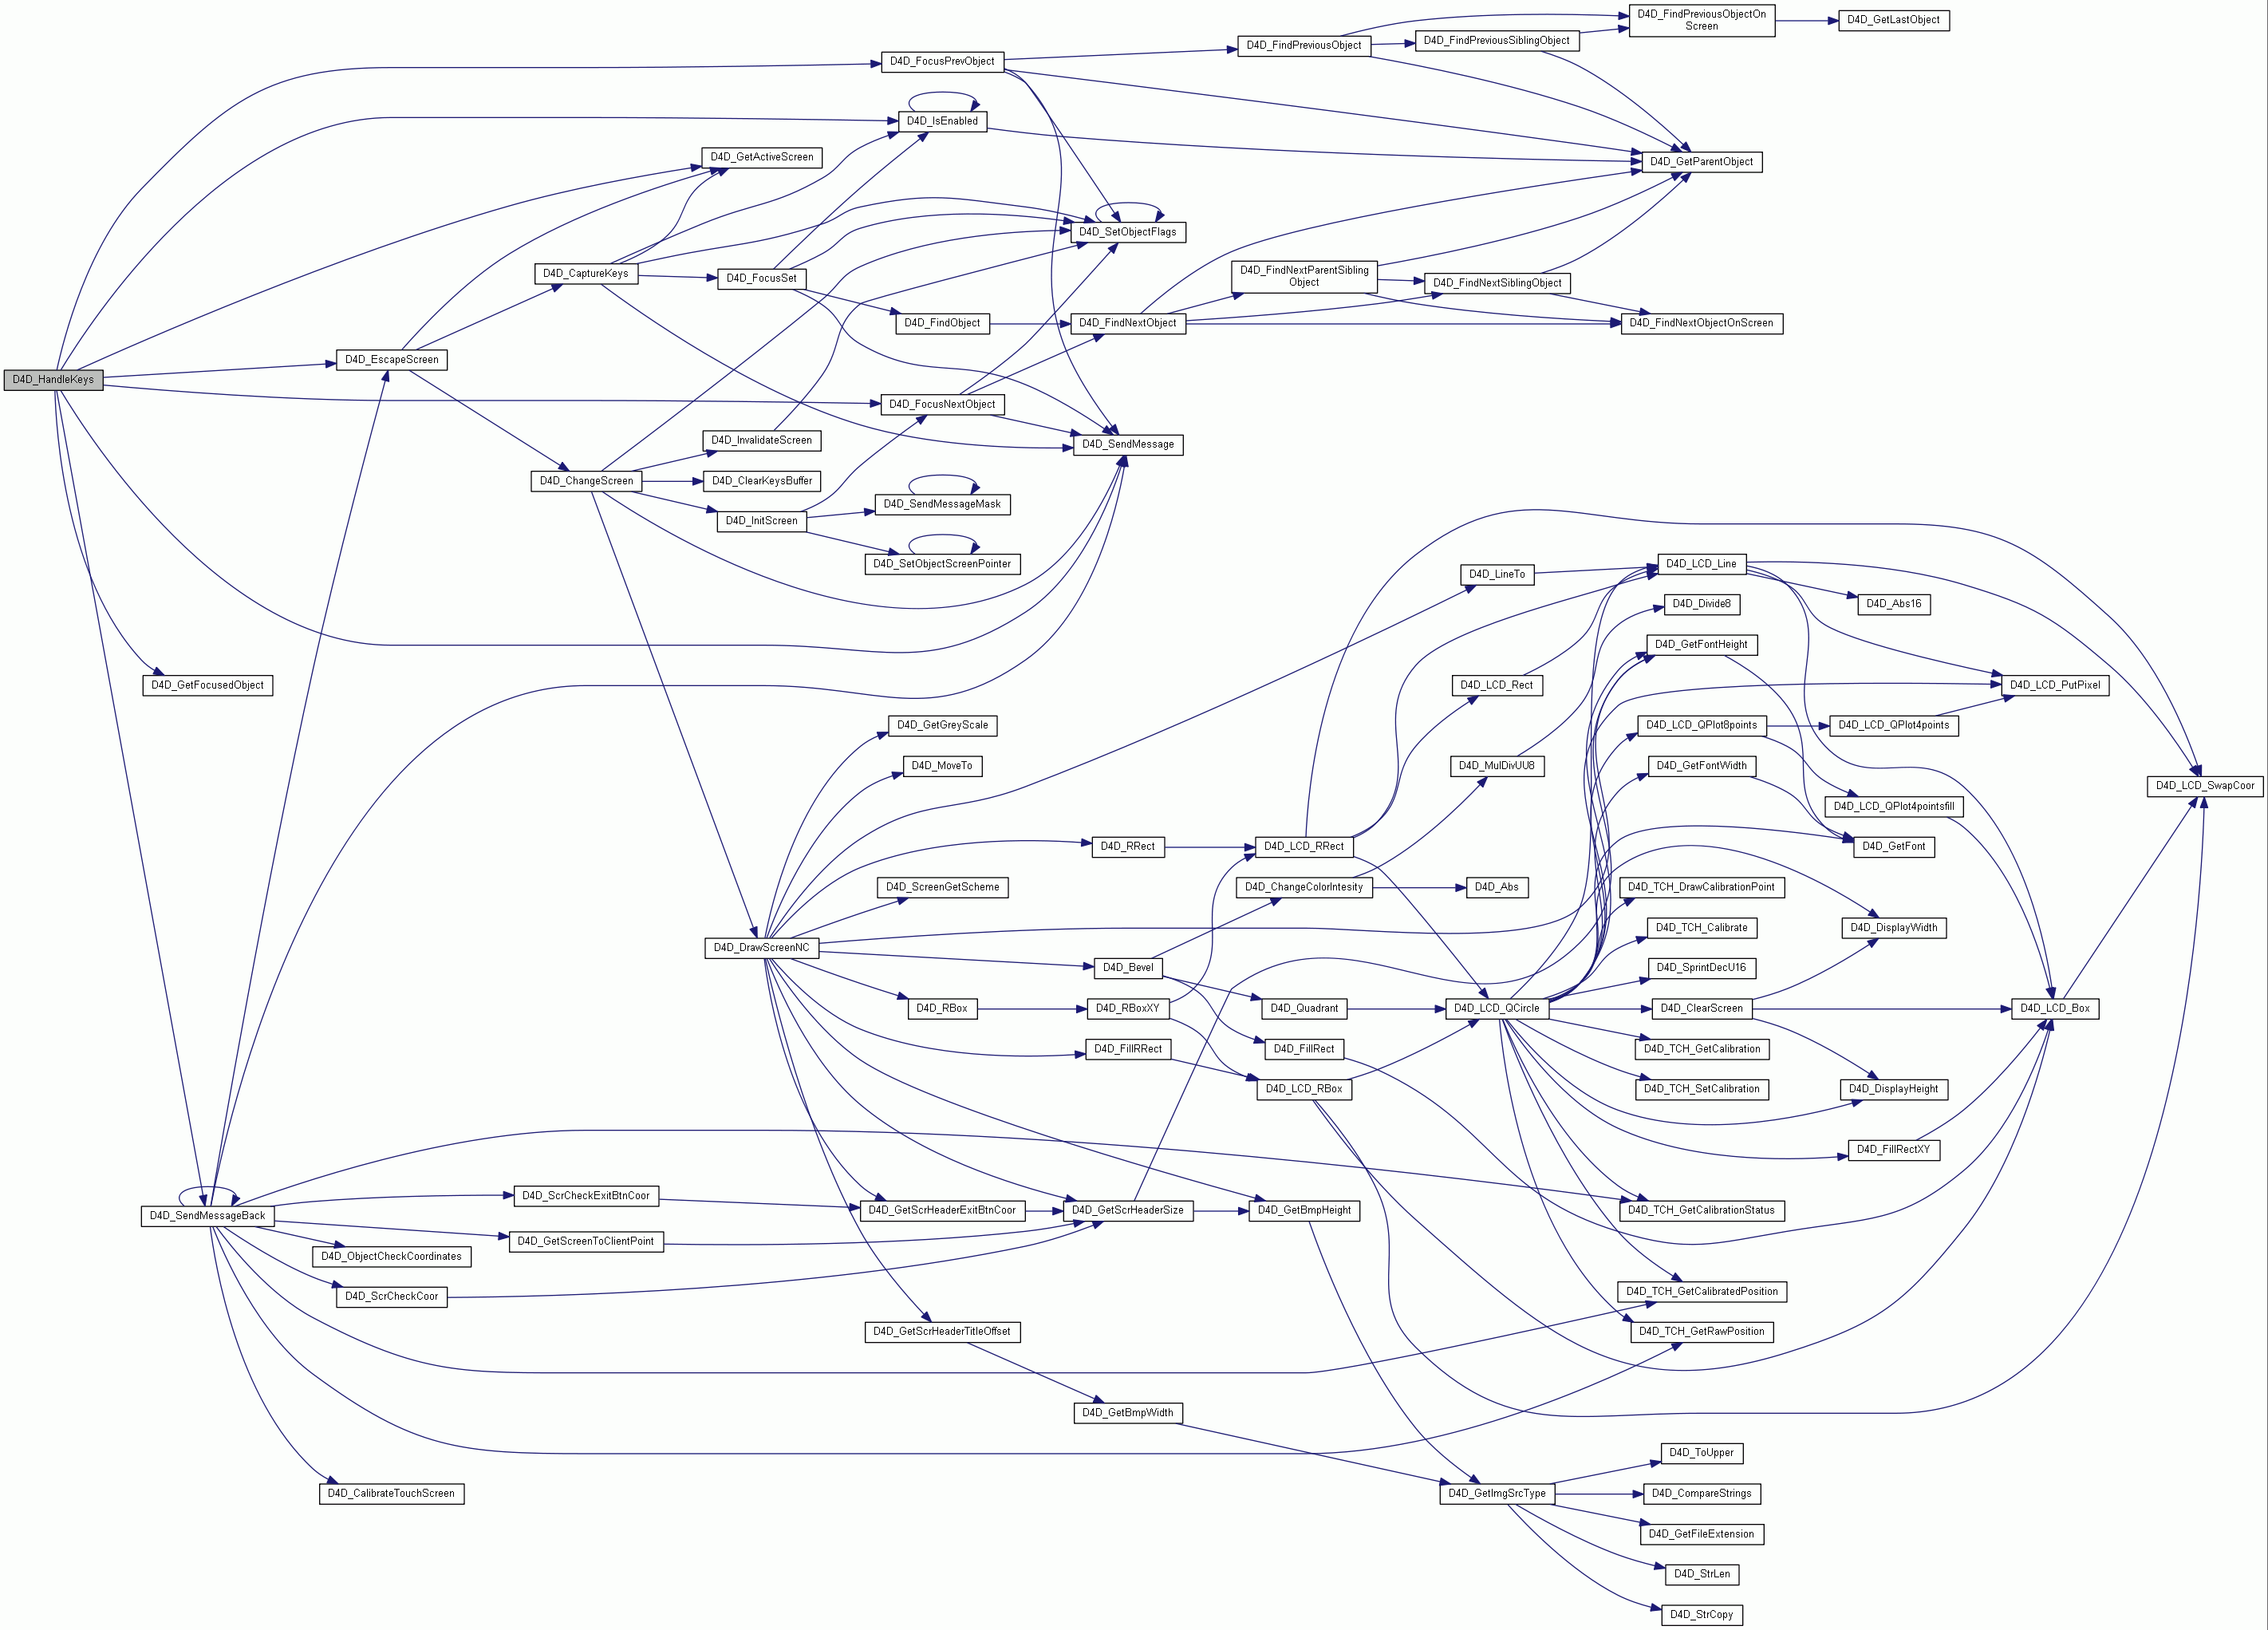 D4D_FindPreviousObjectOn
Screen
D4D_GetLastObject
D4D_FindPreviousObject
D4D_FindPreviousSiblingObject
D4D_FocusPrevObject
D4D_IsEnabled
D4D_GetActiveScreen
D4D_GetParentObject
D4D_SetObjectFlags
D4D_CaptureKeys
D4D_FocusSet
D4D_FindNextParentSibling
Object
D4D_FindNextSiblingObject
D4D_FindObject
D4D_FindNextObject
D4D_FindNextObjectOnScreen
D4D_EscapeScreen
D4D_HandleKeys
D4D_FocusNextObject
D4D_InvalidateScreen
D4D_SendMessage
D4D_ChangeScreen
D4D_ClearKeysBuffer
D4D_SendMessageMask
D4D_InitScreen
D4D_SetObjectScreenPointer
D4D_LineTo
D4D_LCD_Line
D4D_Divide8
D4D_Abs16
D4D_GetFontHeight
D4D_GetFocusedObject
D4D_LCD_Rect
D4D_LCD_PutPixel
D4D_GetGreyScale
D4D_LCD_QPlot8points
D4D_LCD_QPlot4points
D4D_MoveTo
D4D_MulDivUU8
D4D_GetFontWidth
D4D_LCD_SwapCoor
D4D_LCD_QPlot4pointsfill
D4D_RRect
D4D_LCD_RRect
D4D_GetFont
D4D_ScreenGetScheme
D4D_ChangeColorIntesity
D4D_Abs
D4D_TCH_DrawCalibrationPoint
D4D_TCH_Calibrate
D4D_DisplayWidth
D4D_DrawScreenNC
D4D_Bevel
D4D_SprintDecU16
D4D_RBox
D4D_RBoxXY
D4D_Quadrant
D4D_LCD_QCircle
D4D_ClearScreen
D4D_LCD_Box
D4D_FillRRect
D4D_FillRect
D4D_TCH_GetCalibration
D4D_LCD_RBox
D4D_TCH_SetCalibration
D4D_DisplayHeight
D4D_FillRectXY
D4D_ScrCheckExitBtnCoor
D4D_SendMessageBack
D4D_GetScrHeaderExitBtnCoor
D4D_GetScrHeaderSize
D4D_GetBmpHeight
D4D_TCH_GetCalibrationStatus
D4D_GetScreenToClientPoint
D4D_ObjectCheckCoordinates
D4D_ScrCheckCoor
D4D_TCH_GetCalibratedPosition
D4D_GetScrHeaderTitleOffset
D4D_TCH_GetRawPosition
D4D_GetBmpWidth
D4D_ToUpper
D4D_CalibrateTouchScreen
D4D_GetImgSrcType
D4D_CompareStrings
D4D_GetFileExtension
D4D_StrLen
D4D_StrCopy